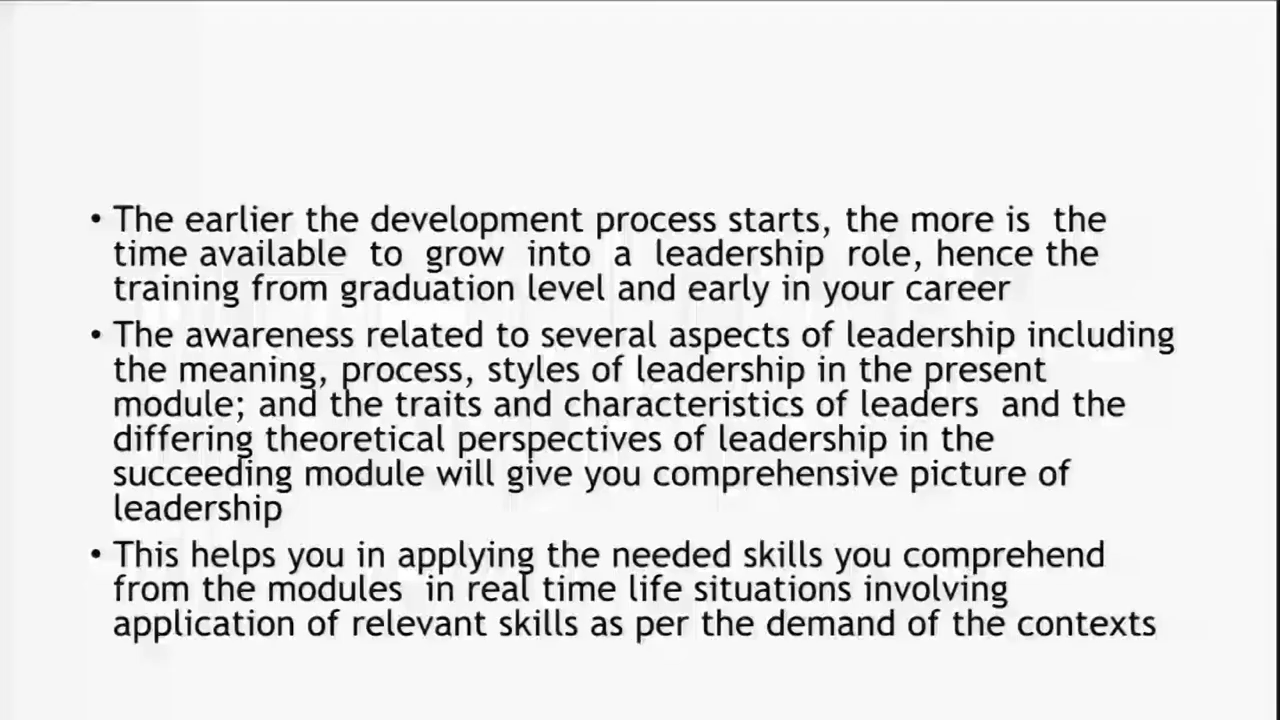 • The earlier the development process starts, the more is the
time available to grow into a leadership role, hence the
training from graduation level and early in your career
• The awareness related to several aspects of leadership including
the meaning, process, styles of leadership in the present
module; and the traits and characteristics of leaders and the
differing theoretical perspectives of leadership in the
succeeding module will give you comprehensive picture of
leadership
• This helps you in applying the needed skills you comprehend
from the modules in real time life situations involving
application of relevant skills as per the demand of the contexts